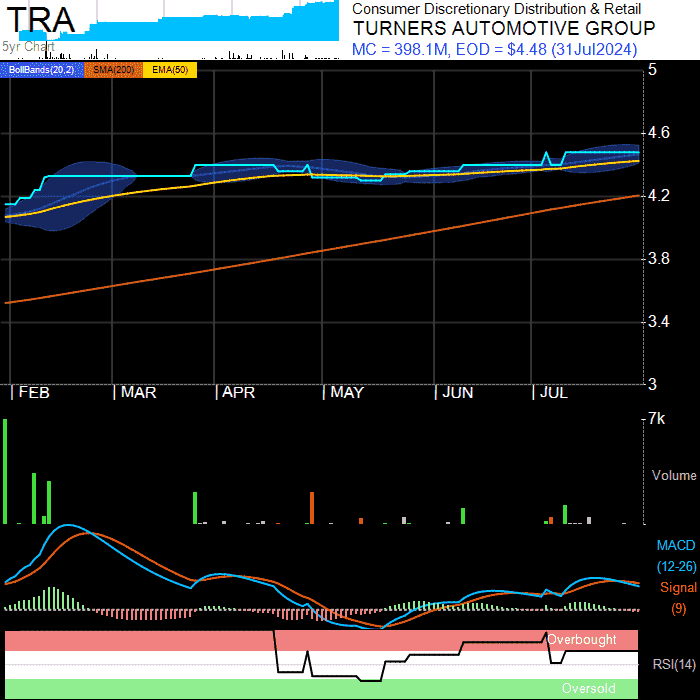 TRA
5yr Chart
Consumer Discretionary Distribution & Retail
TURNERS AUTOMOTIVE GROUP
MC = 398.1M, EOD = $4.48 (31Jul2024)
BollBands(20,2) SMA(200) EMA(50)
5
4.6
4.2
3.8
3.4
3
FEB MAR APR MAY JUN JUL
7k
Volume
MACD
(12-26)
Signal
(9)
Overbought
RSI(14)
Oversold